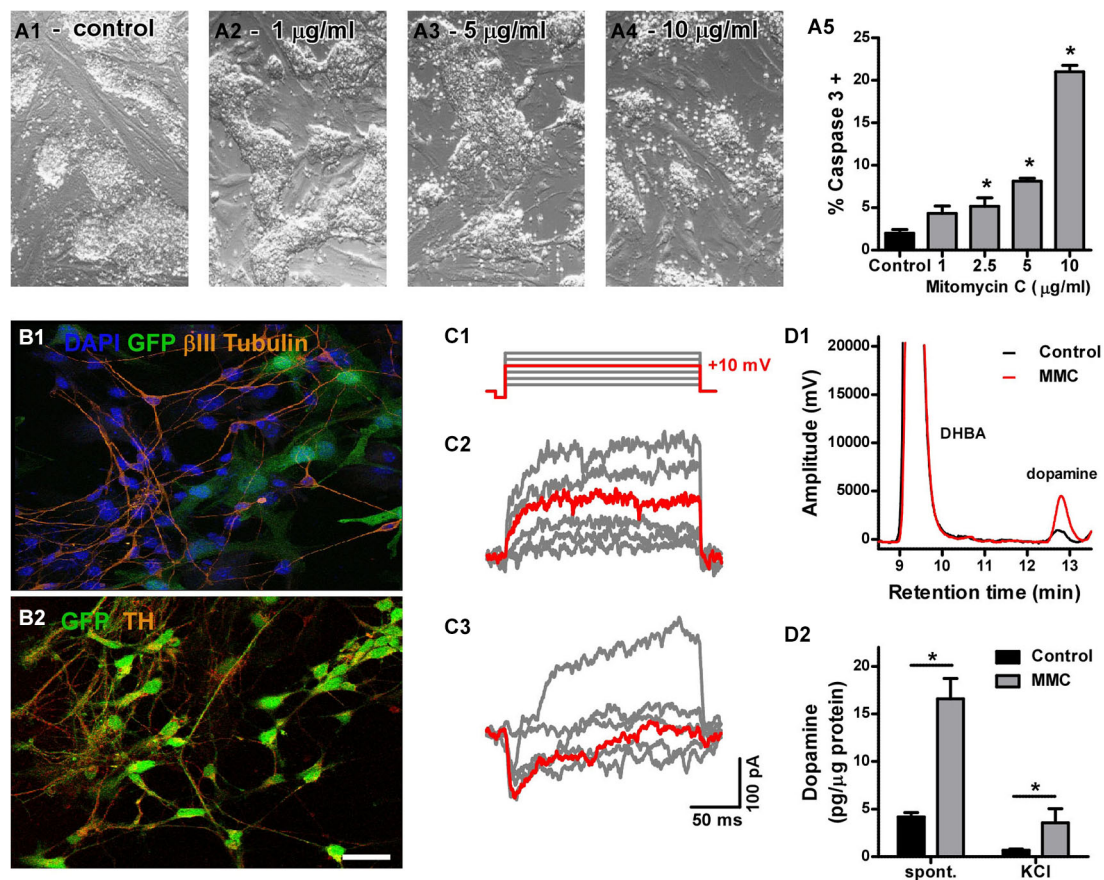 A1 - control
A2 - 1 μg/ml
A3 - 5 μg/ml
A4 - 10 μg/ml
A5
% Caspase 3 +
25
20
15
10
5
0
*
*
*
*
Control 1 2.5 5 10
Mitomycin C ( μg/ml)
B1 DAPI GFP βIII Tubulin
B2 GFP TH
C1
+10 mV
C2
C3
100 pA
50 ms
D1
Amplitude (mV)
20000
15000
10000
5000
0
Control
MMC
DHBA
dopamine
9 10 11 12 13
Retention time (min)
D2
Dopamine
(pg/μg protein)
20
15
10
5
0
Control
MMC
*
*
spont. KCl